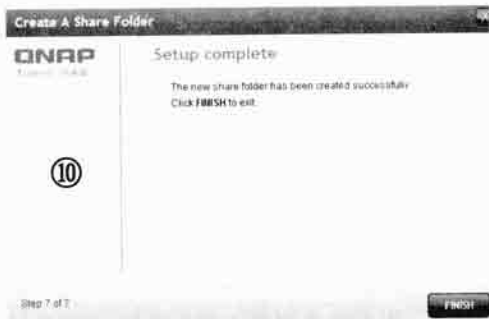 Create A Share Folder
QNAP
Setup complete
The new share folder has been created successfully
Click FINISH to exit.
⑩
Step 7 of 7
FINISH